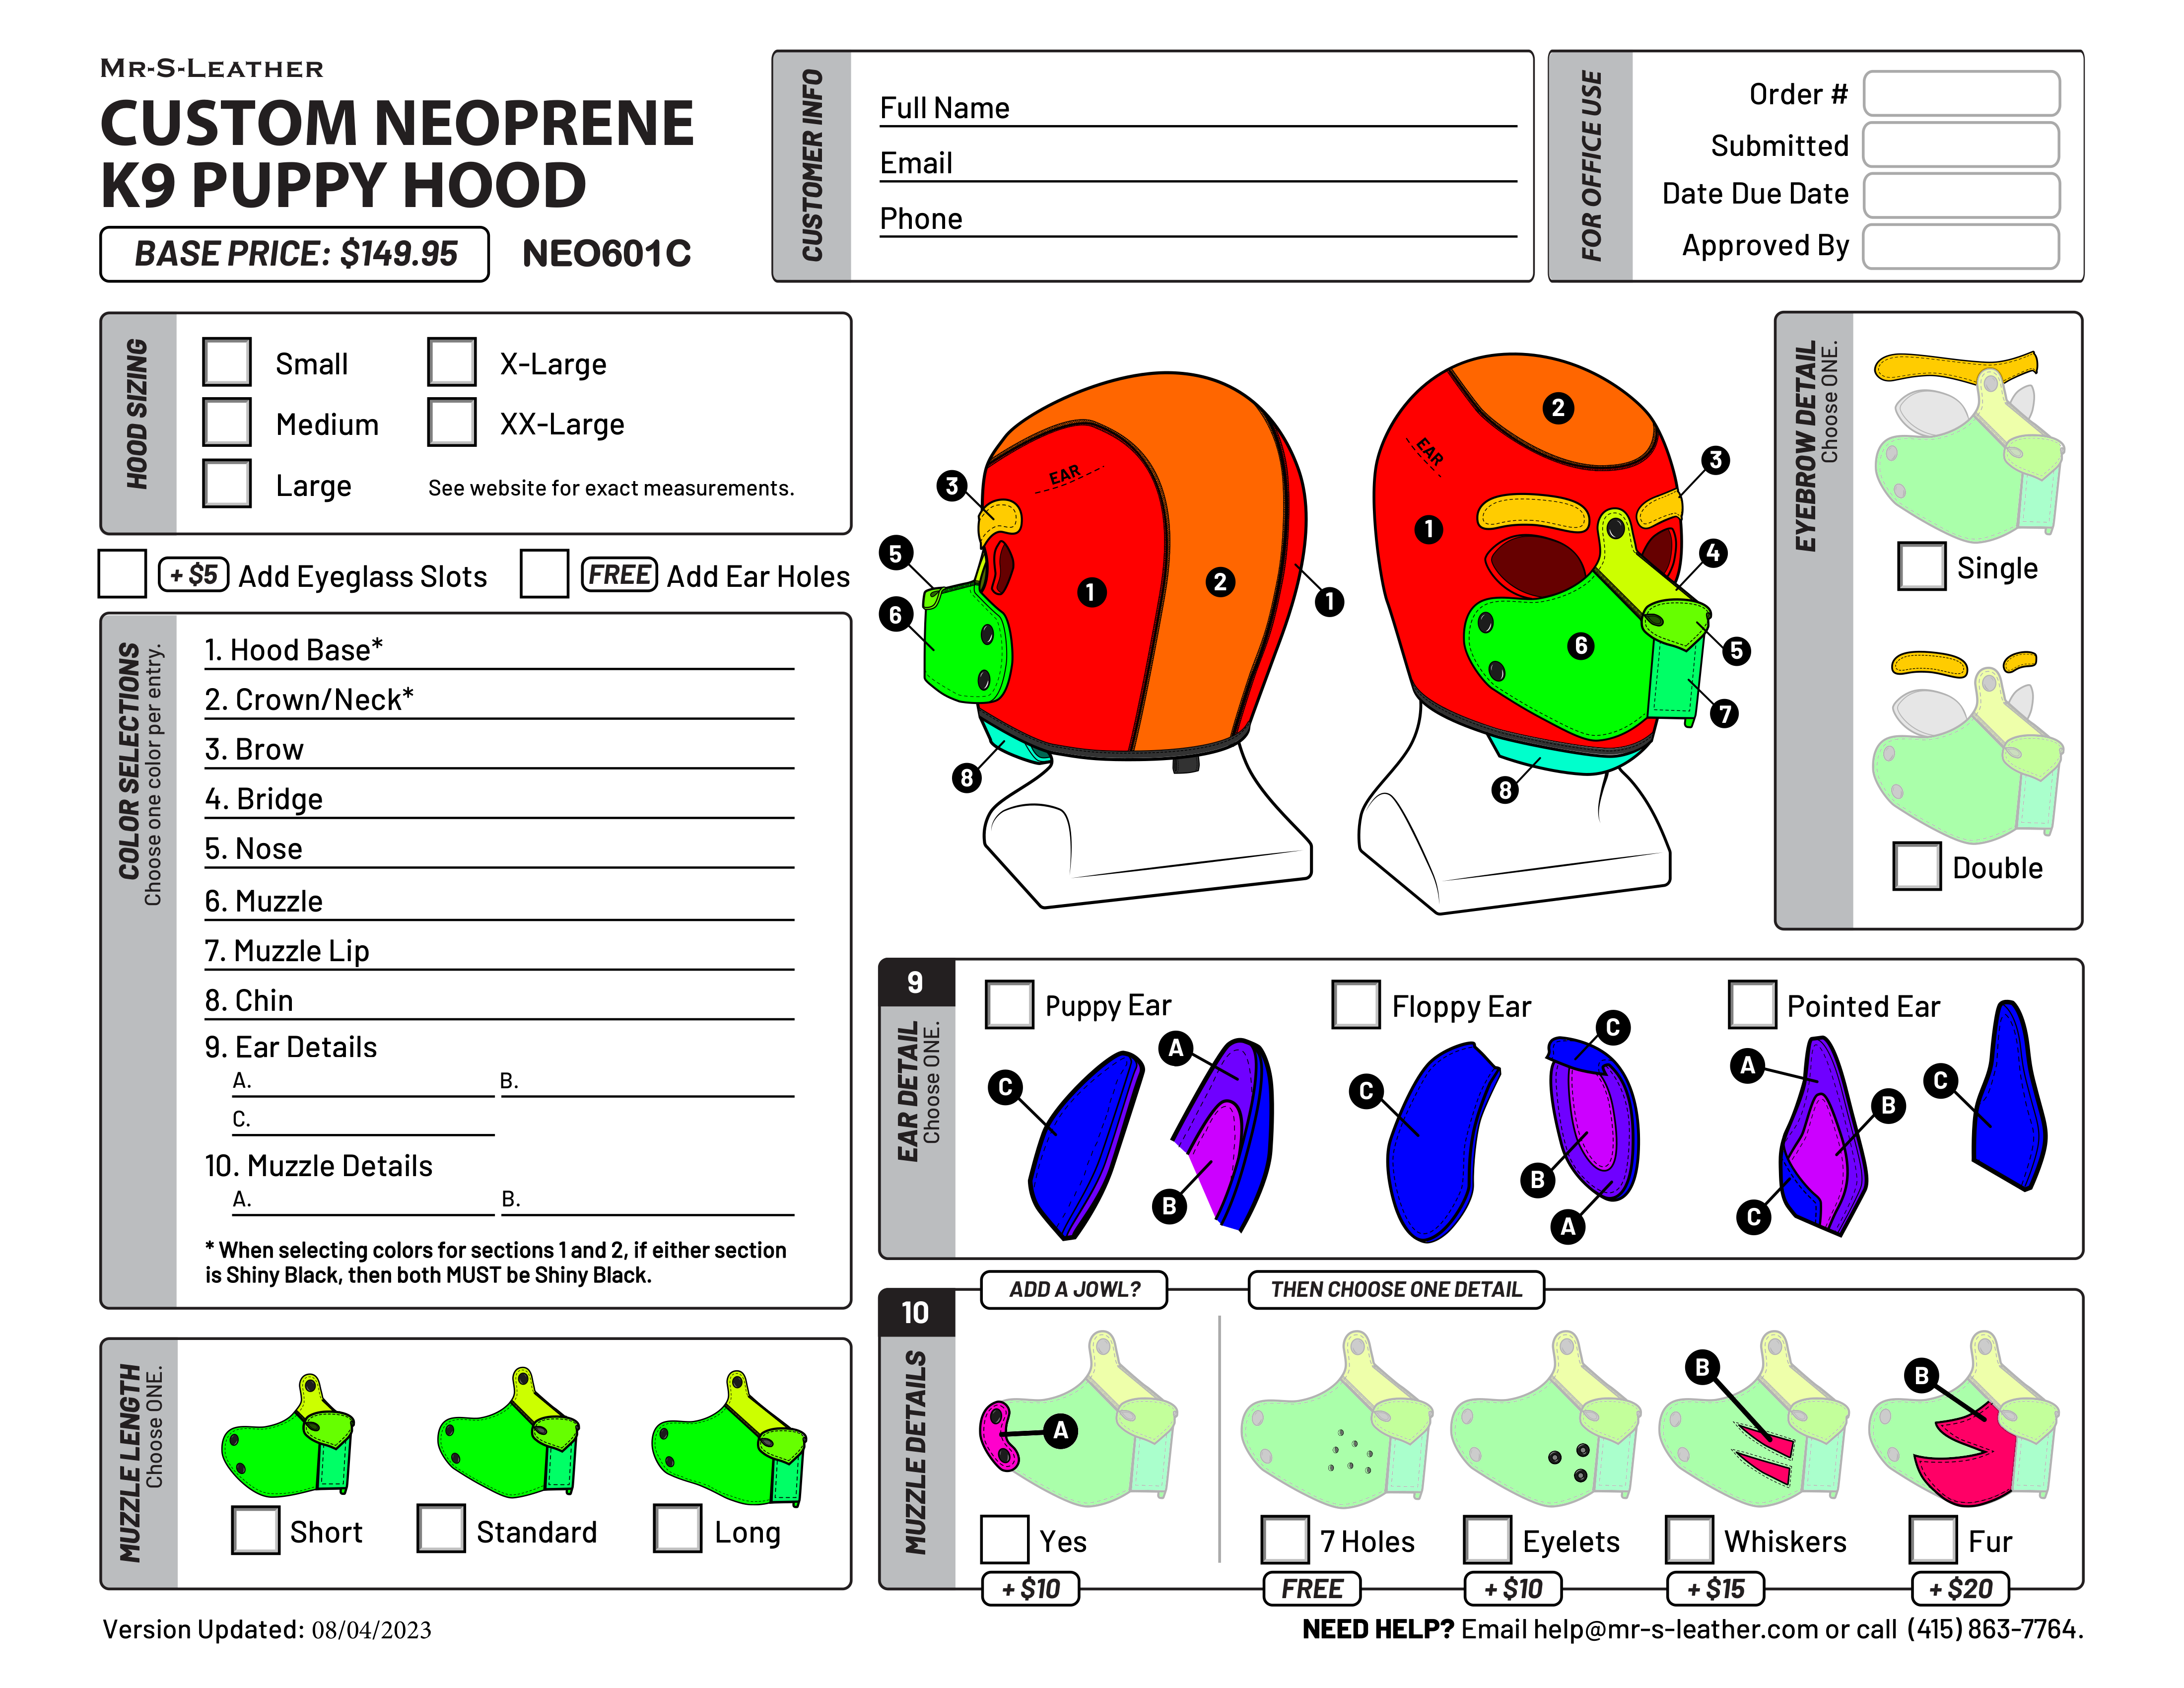 MR-S-LEATHER
CUSTOM NEOPRENE
K9 PUPPY HOOD
BASE PRICE: $149.95
NEO601C
CUSTOMER INFO
Full Name
Email
Phone
FOR OFFICE USE
Order #
Submitted
Date Due Date
Approved By
HOOD SIZING
Small
X-Large
Medium
XX-Large
Large
See website for exact measurements.
+ $5 Add Eyeglass Slots
FREE Add Ear Holes
COLOR SELECTIONS
Choose one color per entry.
1. Hood Base*
2. Crown/Neck*
3. Brow
4. Bridge
5. Nose
6. Muzzle
7. Muzzle Lip
8. Chin
9. Ear Details
A.
B.
C.
10. Muzzle Details
A.
B.
* When selecting colors for sections 1 and 2, if either section
is Shiny Black, then both MUST be Shiny Black.
MUZZLE LENGTH
Choose ONE.
Short
Standard
Long
EAR
3
5
6
1
2
1
8
EAR
2
3
1
4
6
5
7
8
EYEBROW DETAIL
Choose ONE.
Single
Double
9
EAR DETAIL
Choose ONE.
Puppy Ear
C
A
B
Floppy Ear
C
C
B
A
Pointed Ear
A
B
C
C
10
MUZZLE DETAILS
ADD A JOWL?
THEN CHOOSE ONE DETAIL
A
B
B
Yes
7 Holes
Eyelets
Whiskers
Fur
+ $10
FREE
+ $10
+ $15
+ $20
Version Updated: 08/04/2023
NEED HELP? Email help@mr-s-leather.com or call (415) 863-7764.